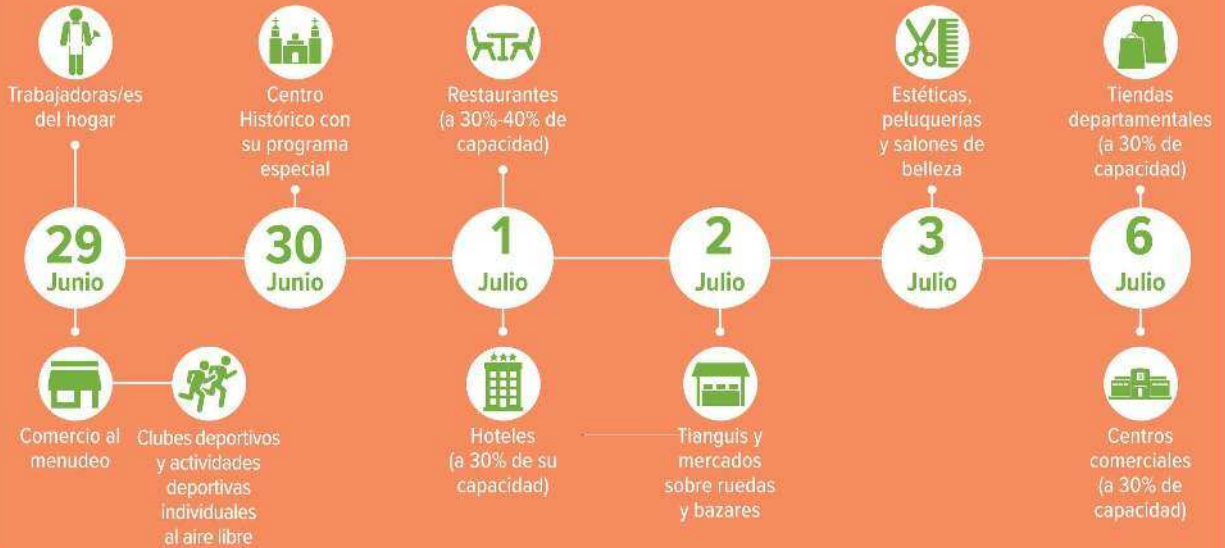 Trabajadoras/es
del hogar
Centro
Histórico con
su programa
especial
Restaurantes
(a 30%-40% de
capacidad)
Estéticas,
peluquerías
y salones de
belleza
Tiendas
departamentales
(a 30% de
capacidad)
29
Junio
30
Junio
1
Julio
2
Julio
3
Julio
6
Julio
Comercio al
menudeo
Clubes deportivos
y actividades
deportivas
individuales
al aire libre
Hoteles
(a 30% de su
capacidad)
Tianguis y
mercados
sobre ruedas
y bazares
Centros
comerciales
(a 30% de
capacidad)